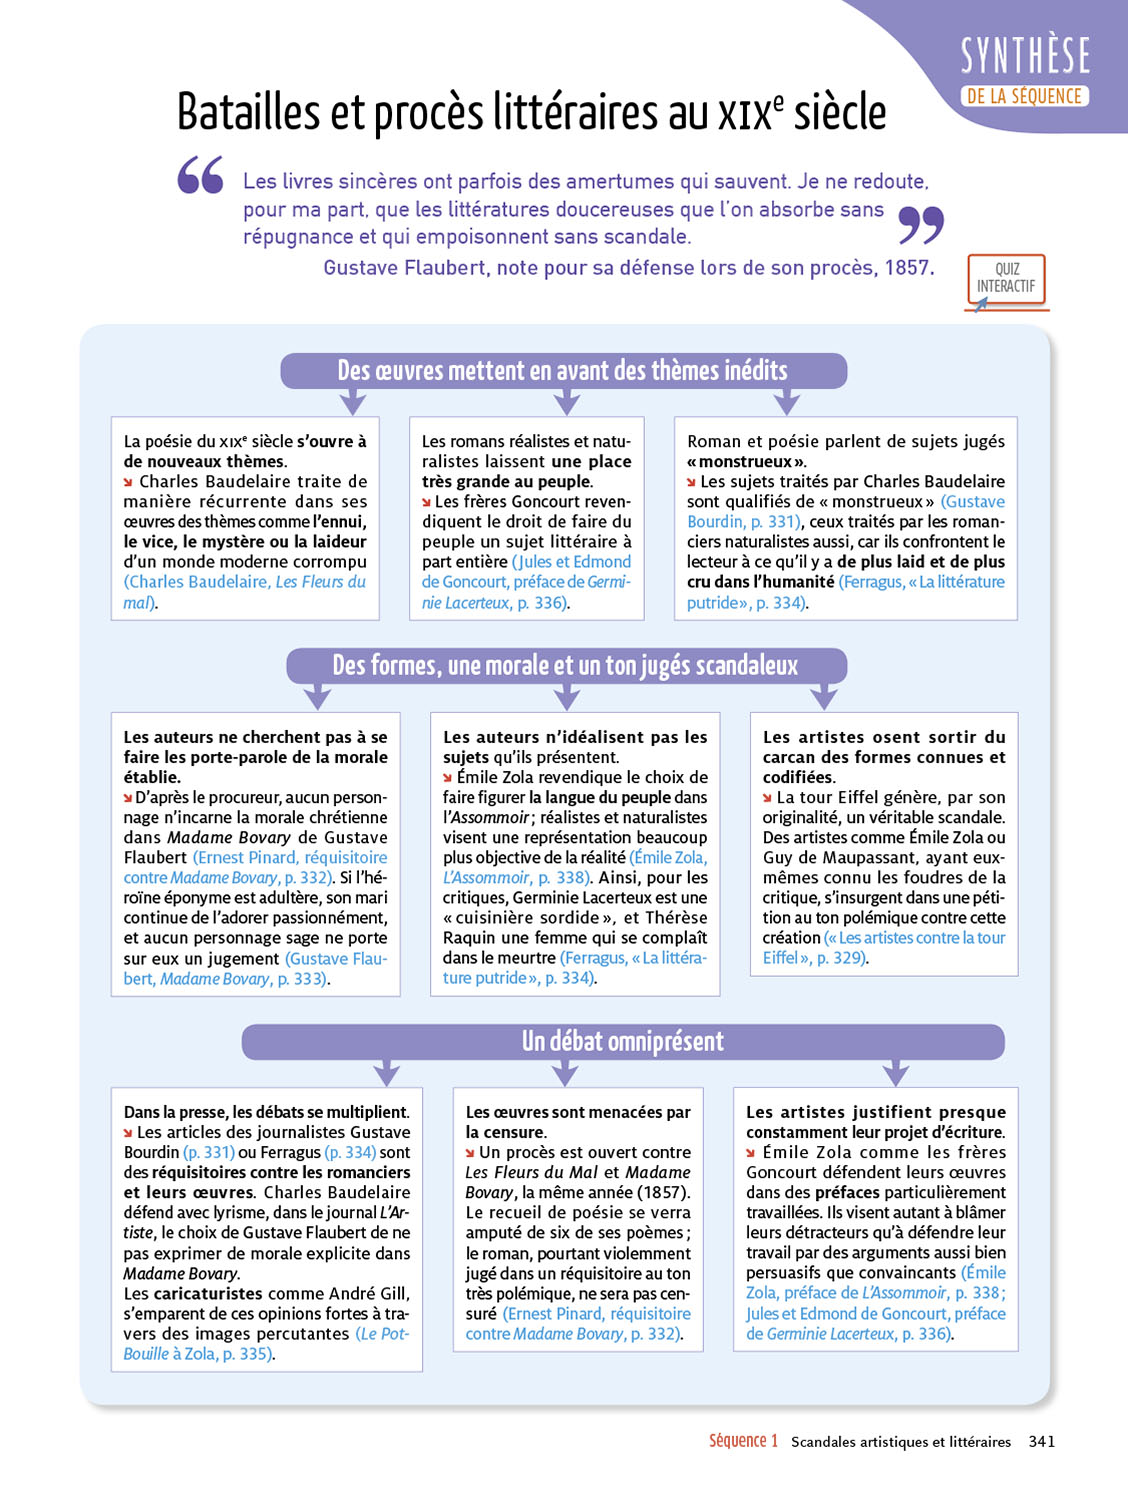 SYNTHÈSE
DE LA SÉQUENCE
Batailles et procès littéraires au XIXe siècle
“ Les livres sincères ont parfois des amertumes qui sauvent. Je ne redoute,
pour ma part, que les littératures doucereuses que l’on absorbe sans
répugnance et qui empoisonnent sans scandale. ”
Gustave Flaubert, note pour sa défense lors de son procès, 1857.
QUIZ
INTERACTIF
Des œuvres mettent en avant des thèmes inédits
La poésie du XIXe siècle s’ouvre à
de nouveaux thèmes.
➘ Charles Baudelaire traite de
manière récurrente dans ses
œuvres des thèmes comme l’ennui,
le vice, le mystère ou la laideur
d’un monde moderne corrompu
(Charles Baudelaire, Les Fleurs du
mal).
Les romans réalistes et natu-
ralistes laissent une place
très grande au peuple.
➘ Les frères Goncourt reven-
diquent le droit de faire du
peuple un sujet littéraire à
part entière (Jules et Edmond
de Goncourt, préface de Germi-
nie Lacerteux, p. 336).
Roman et poésie parlent de sujets jugés
« monstrueux ».
➘ Les sujets traités par Charles Baudelaire
sont qualifiés de « monstrueux » (Gustave
Bourdin, p. 331), ceux traités par les roman-
ciers naturalistes aussi, car ils confrontent le
lecteur à ce qu’il y a de plus laid et de plus
cru dans l’humanité (Ferragus, « La littérature
putride », p. 334).
Des formes, une morale et un ton jugés scandaleux
Les auteurs ne cherchent pas à se
faire les porte-parole de la morale
établie.
➘ D’après le procureur, aucun person-
nage n’incarne la morale chrétienne
dans Madame Bovary de Gustave
Flaubert (Ernest Pinard, réquisitoire
contre Madame Bovary, p. 332). Si l’hé-
roïne éponyme est adultère, son mari
continue de l’adorer passionnément,
et aucun personnage sage ne porte
sur eux un jugement (Gustave Flau-
bert, Madame Bovary, p. 333).
Les auteurs n’idéalisent pas les
sujets qu’ils présentent.
➘ Émile Zola revendique le choix de
faire figurer la langue du peuple dans
l’Assommoir ; réalistes et naturalistes
visent une représentation beaucoup
plus objective de la réalité (Émile Zola,
L’Assommoir, p. 338). Ainsi, pour les
critiques, Germinie Lacerteux est une
« cuisinière sordide », et Thérèse
Raquin une femme qui se complaît
dans le meurtre (Ferragus, « La littéra-
ture putride », p. 334).
Les artistes osent sortir du
carcan des formes connues et
codifiées.
➘ La tour Eiffel génère, par son
originalité, un véritable scandale.
Des artistes comme Émile Zola ou
Guy de Maupassant, ayant eux-
mêmes connu les foudres de la
critique, s’insurgent dans une péti-
tion au ton polémique contre cette
création (« Les artistes contre la tour
Eiffel », p. 329).
Un débat omniprésent
Dans la presse, les débats se multiplient.
➘ Les articles des journalistes Gustave
Bourdin (p. 331) ou Ferragus (p. 334) sont
des réquisitoires contre les romanciers
et leurs œuvres. Charles Baudelaire
défend avec lyrisme, dans le journal L’Ar-
tiste, le choix de Gustave Flaubert de ne
pas exprimer de morale explicite dans
Madame Bovary.
Les caricaturistes comme André Gill,
s’emparent de ces opinions fortes à tra-
vers des images percutantes (Le Pot-
Bouille à Zola, p. 335).
Les œuvres sont menacées par
la censure.
➘ Un procès est ouvert contre
Les Fleurs du Mal et Madame
Bovary, la même année (1857).
Le recueil de poésie se verra
amputé de six de ses poèmes ;
le roman, pourtant violemment
jugé dans un réquisitoire au ton
très polémique, ne sera pas cen-
suré (Ernest Pinard, réquisitoire
contre Madame Bovary, p. 332).
Les artistes justifient presque
constamment leur projet d’écriture.
➘ Émile Zola comme les frères
Goncourt défendent leurs œuvres
dans des préfaces particulièrement
travaillées. Ils visent autant à blâmer
leurs détracteurs qu’à défendre leur
travail par des arguments aussi bien
persuasifs que convaincants (Émile
Zola, préface de L’Assommoir, p. 338 ;
Jules et Edmond de Goncourt, préface
de Germinie Lacerteux, p. 336).
Séquence 1 Scandales artistiques et littéraires 341